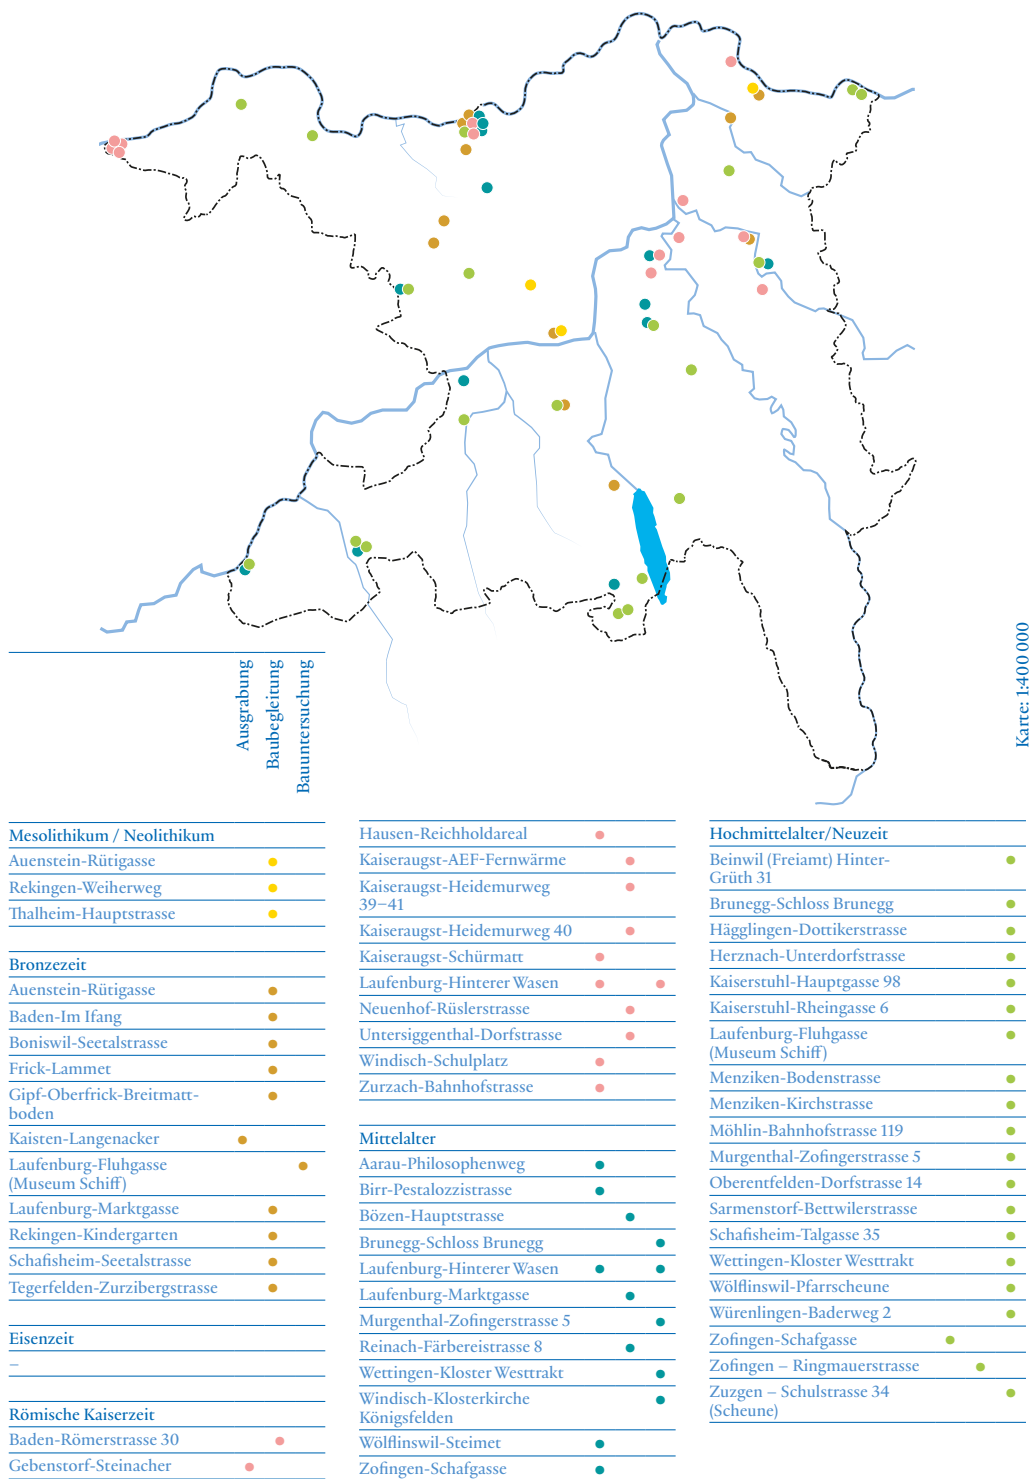 Karte: 1:400 000
Ausgrabung
Baubegleitung
Bauuntersuchung
Mesolithikum / Neolithikum
Auenstein-Rütigasse
Rekingen-Weiherweg
Thalheim-Hauptstrasse
Bronzezeit
Auenstein-Rütigasse
Baden-Im Ifang
Boniswil-Seetalstrasse
Frick-Lammet
Gipf-Oberfrick-Breitmatt-
boden
Kaisten-Langenacker
Laufenburg-Fluhgasse
(Museum Schiff)
Laufenburg-Marktgasse
Rekingen-Kindergarten
Schafisheim-Seetalstrasse
Tegerfelden-Zurzibergstrasse
Eisenzeit
–
Römische Kaiserzeit
Baden-Römerstrasse 30
Gebenstorf-Steinacher
Hausen-Reichholdareal
Kaiseraugst-AEF-Fernwärme
Kaiseraugst-Heidemurweg
39–41
Kaiseraugst-Heidemurweg 40
Kaiseraugst-Schürmatt
Laufenburg-Hinterer Wasen
Neuenhof-Rüslerstrasse
Untersiggenthal-Dorfstrasse
Windisch-Schulplatz
Zurzach-Bahnhofstrasse
Mittelalter
Aarau-Philosophenweg
Birr-Pestalozzistrasse
Bözen-Hauptstrasse
Brunegg-Schloss Brunegg
Laufenburg-Hinterer Wasen
Laufenburg-Marktgasse
Murgenthal-Zofingerstrasse 5
Reinach-Färbereistrasse 8
Wettingen-Kloster Westtrakt
Windisch-Klosterkirche
Königsfelden
Wölflinswil-Steimet
Zofingen-Schafgasse
Hochmittelalter/Neuzeit
Beinwil (Freiamt) Hinter-
Grüth 31
Brunegg-Schloss Brunegg
Hägglingen-Dottikerstrasse
Herznach-Unterdorfstrasse
Kaiserstuhl-Hauptgasse 98
Kaiserstuhl-Rheingasse 6
Laufenburg-Fluhgasse
(Museum Schiff)
Menziken-Bodenstrasse
Menziken-Kirchstrasse
Möhlin-Bahnhofstrasse 119
Murgenthal-Zofingerstrasse 5
Oberentfelden-Dorfstrasse 14
Sarmenstorf-Bettwilerstrasse
Schafisheim-Talgasse 35
Wettingen-Kloster Westtrakt
Wölflinswil-Pfarrscheune
Würenlingen-Baderweg 2
Zofingen-Schafgasse
Zofingen – Ringmauerstrasse
Zuzgen – Schulstrasse 34
(Scheune)